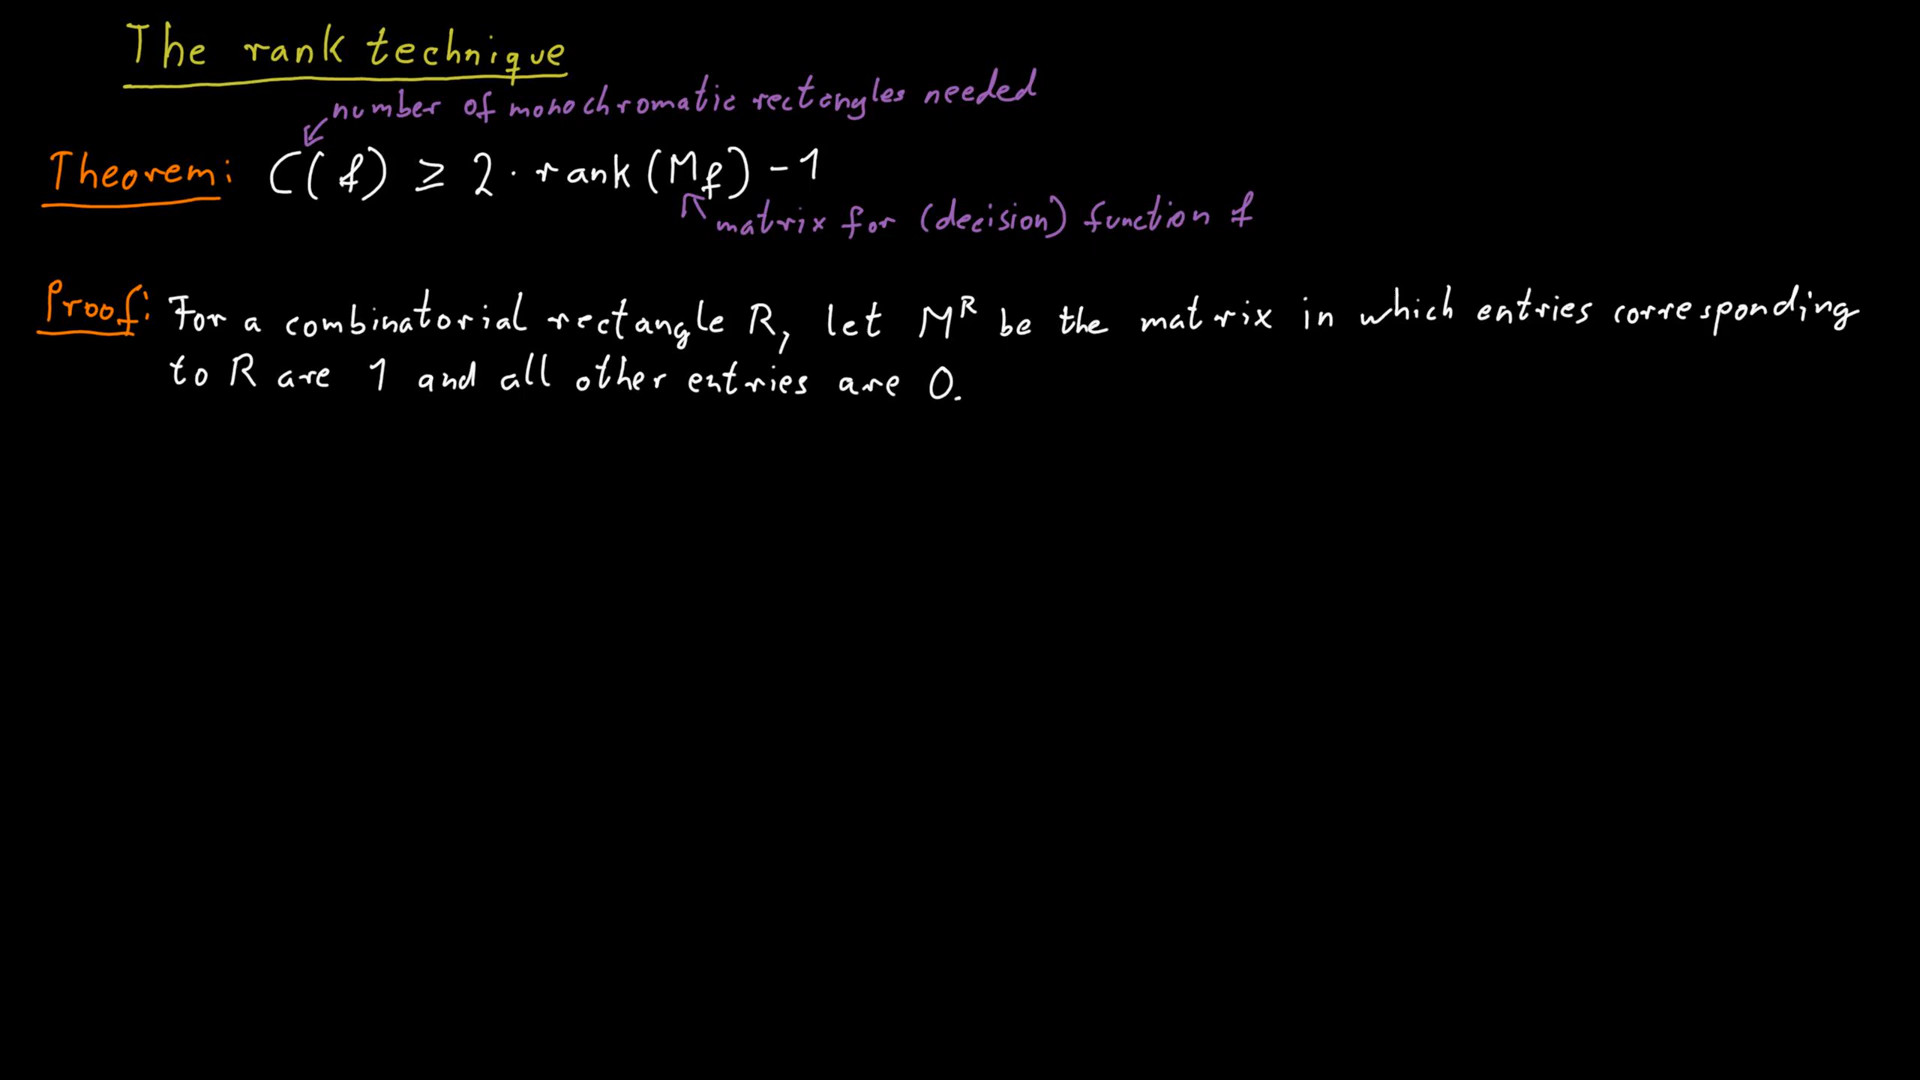 The rank technique
number of monochromatic rectangles needed
Theorem: C(f) ≥ 2 · rank(M_f) - 1
matrix for (decision) function f
Proof: For a combinatorial rectangle R, let M^R be the matrix in which entries corresponding
to R are 1 and all other entries are 0.